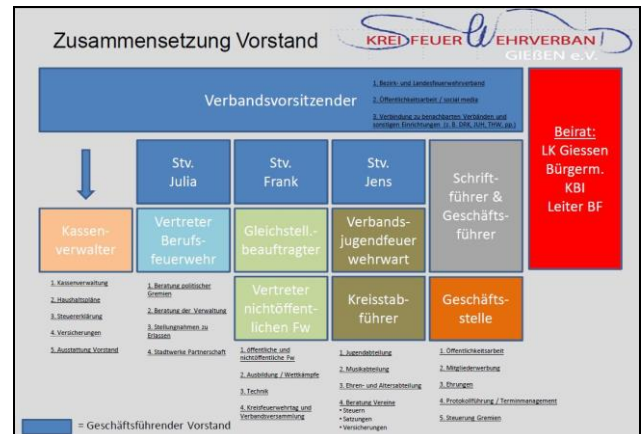 Zusammensetzung Vorstand
KREISFEUERWEHRVERBAND
GIEßEN e.V.
Verbandsvorsitzender
1. Bezirk- und Landesfeuerwehrverband
2. Öffentlichkeitsarbeit / social media
3. Verbindung zu benachbarten Verbänden und
sonstigen Einrichtungen (z. B. DRK, JUH, THW, pp.)
Beirat:
LK Giessen
Bürgerm.
KBI
Leiter BF
Stv.
Julia
Stv.
Frank
Stv.
Jens
Schrift-
führer &
Geschäfts-
führer
Kassen-
verwalter
Vertreter
Berufs-
feuerwehr
Gleichstell.-
beauftragter
Verbands-
jugendfeuer
wehrwart
Vertreter
nichtöffent-
lichen Fw
Kreisstab-
führer
Geschäfts-
stelle
1. Kassenverwaltung
2. Haushaltspläne
3. Steuererklärung
4. Versicherungen
5. Ausstattung Vorstand
1. Beratung politischer
Gremien
2. Beratung der Verwaltung
3. Stellungnahmen zu
Erlassen
4. Stadtwerke Partnerschaft
1. öffentliche und
nichtöffentliche Fw
2. Ausbildung / Wettkämpfe
3. Technik
4. Kreisfeuerwehrtag und
Verbandsversammlung
1. Jugendabteilung
2. Musikabteilung
3. Ehren- und Altersabteilung
4. Beratung Vereine
• Steuern
• Satzungen
• Versicherungen
1. Öffentlichkeitsarbeit
2. Mitgliederwerbung
3. Ehrungen
4. Protokollführung / Terminmanagement
5. Steuerung Gremien
= Geschäftsführender Vorstand